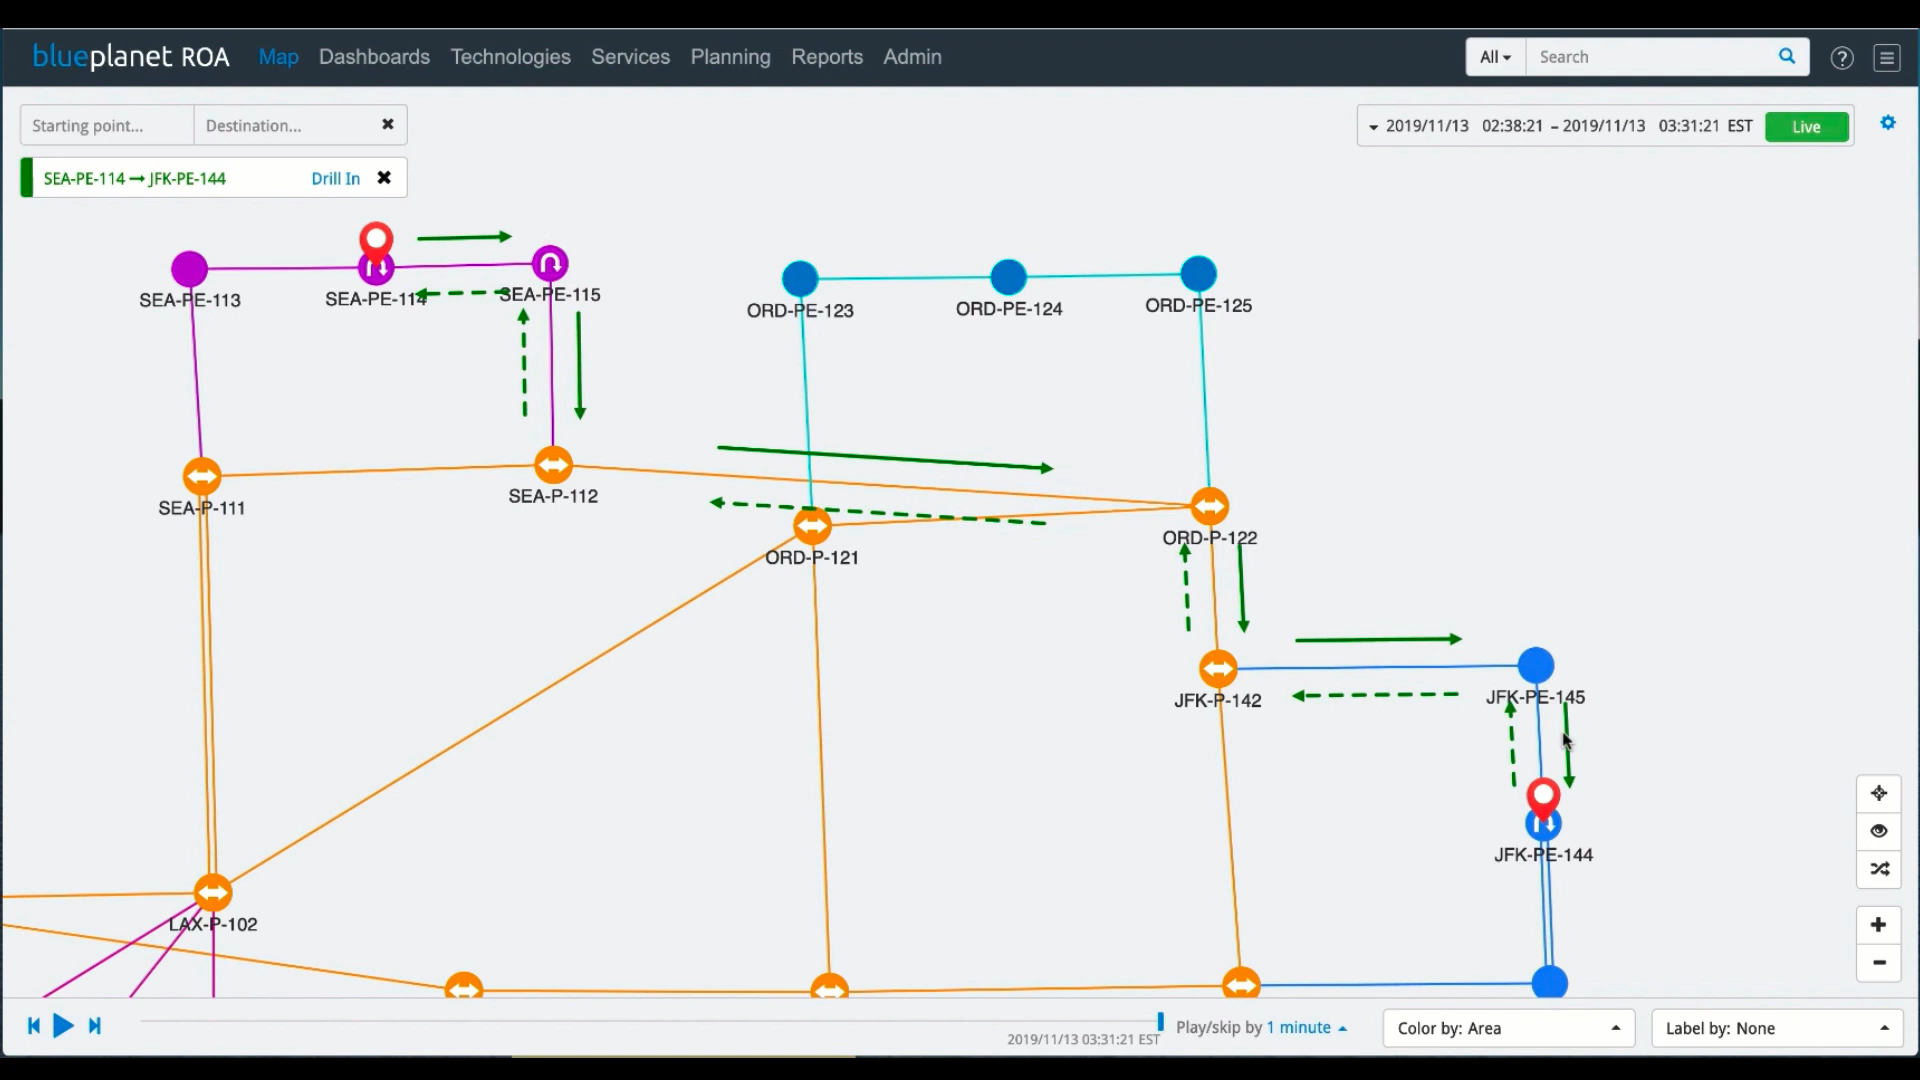 blueplanet ROA Map Dashboards Technologies Services Planning Reports Admin All Search ?
Starting point... Destination... 2019/11/13 02:38:21 – 2019/11/13 03:31:21 EST Live
SEA-PE-114 → JFK-PE-144 Drill In
SEA-PE-113 SEA-PE-114 SEA-PE-115
ORD-PE-123 ORD-PE-124 ORD-PE-125
SEA-P-111 SEA-P-112
ORD-P-121 ORD-P-122
JFK-P-142 JFK-PE-145
JFK-PE-144
LAX-P-102
2019/11/13 03:31:21 EST Play/skip by 1 minute Color by: Area Label by: None